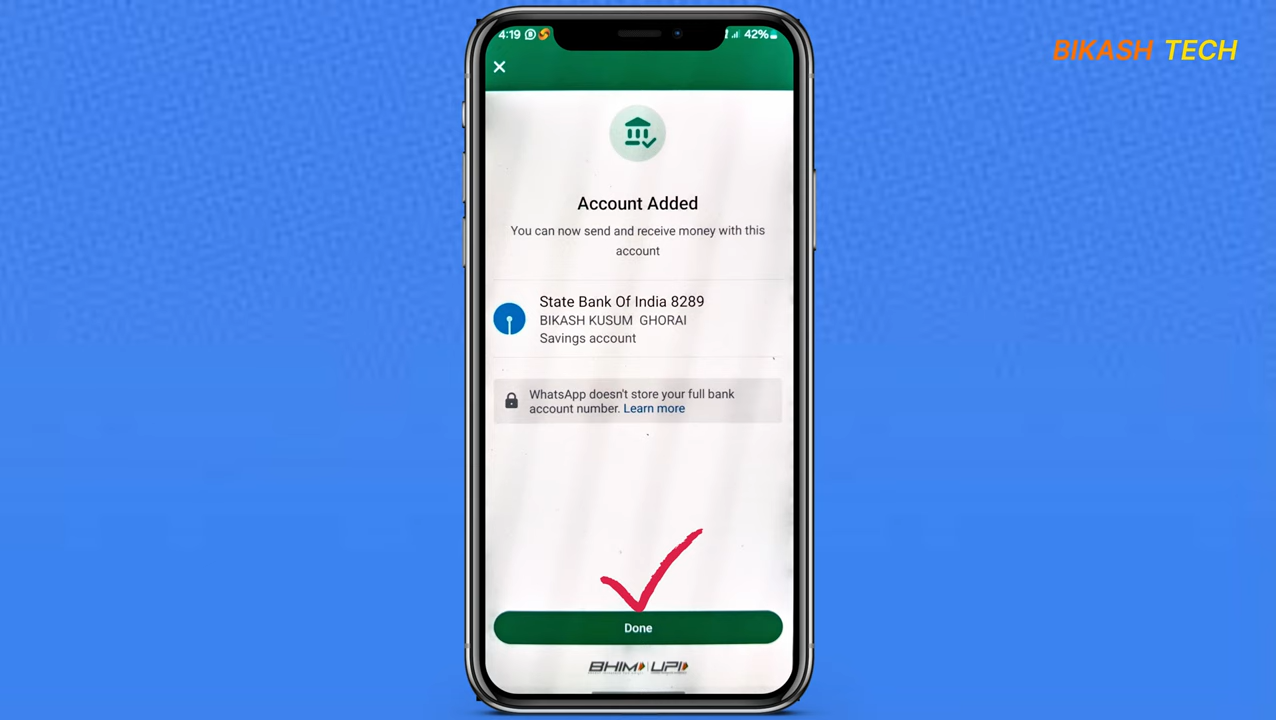 BIKASH TECH
4:19 42%
Account Added
You can now send and receive money with this
account
State Bank Of India 8289
BIKASH KUSUM GHORAI
Savings account
WhatsApp doesn't store your full bank
account number. Learn more
Done
BHIM UPI